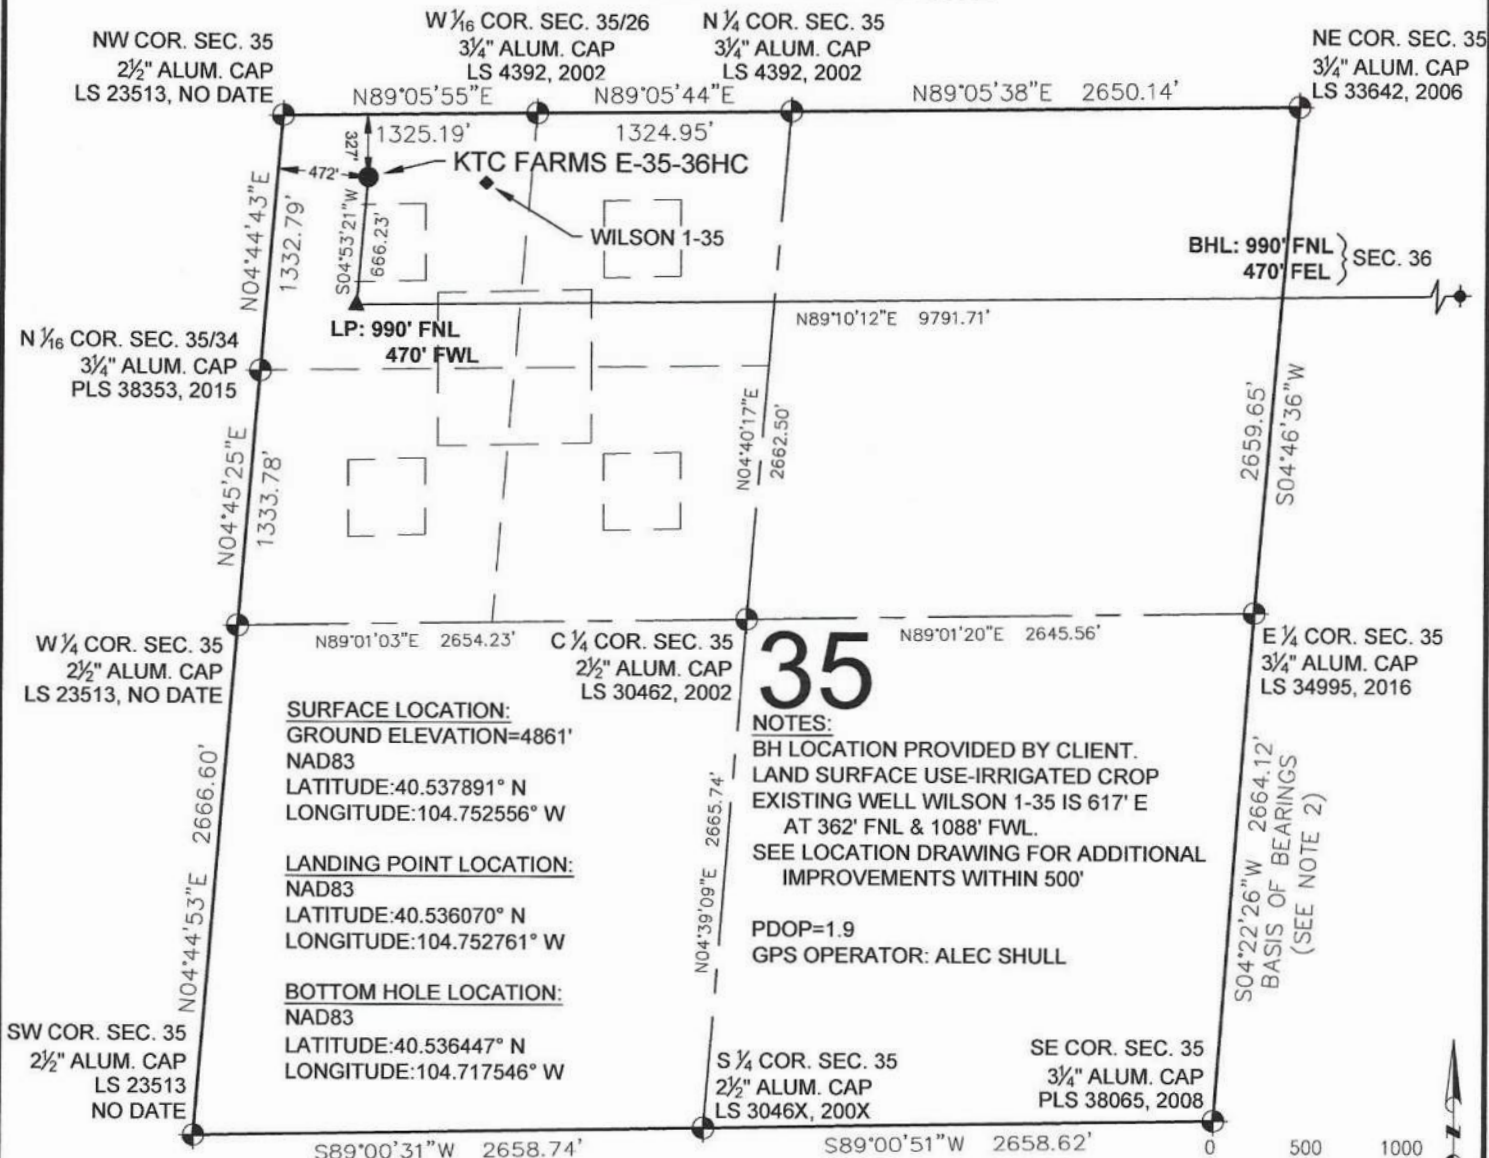 W 1⁄16 COR. SEC. 35/26
3¼" ALUM. CAP
LS 4392, 2002
N ¼ COR. SEC. 35
3¼" ALUM. CAP
LS 4392, 2002
NW COR. SEC. 35
2½" ALUM. CAP
LS 23513, NO DATE
NE COR. SEC. 35
3¼" ALUM. CAP
LS 33642, 2006
N89°05'55"E
1325.19'
N89°05'44"E
1324.95'
N89°05'38"E 2650.14'
327'
472'
KTC FARMS E-35-36HC
WILSON 1-35
N04°44'43"E
1332.79'
S04°53'21"W
666.23'
BHL: 990' FNL
470' FEL
SEC. 36
LP: 990' FNL
470' FWL
N89°10'12"E 9791.71'
N 1⁄16 COR. SEC. 35/34
3¼" ALUM. CAP
PLS 38353, 2015
N04°45'25"E
1333.78'
N04°40'17"E
2662.50'
2659.65'
S04°46'36"W
W ¼ COR. SEC. 35
2½" ALUM. CAP
LS 23513, NO DATE
N89°01'03"E 2654.23'
C ¼ COR. SEC. 35
2½" ALUM. CAP
LS 30462, 2002
35
N89°01'20"E 2645.56'
E ¼ COR. SEC. 35
3¼" ALUM. CAP
LS 34995, 2016
SURFACE LOCATION:
GROUND ELEVATION=4861'
NAD83
LATITUDE:40.537891° N
LONGITUDE:104.752556° W
LANDING POINT LOCATION:
NAD83
LATITUDE:40.536070° N
LONGITUDE:104.752761° W
BOTTOM HOLE LOCATION:
NAD83
LATITUDE:40.536447° N
LONGITUDE:104.717546° W
NOTES:
BH LOCATION PROVIDED BY CLIENT.
LAND SURFACE USE-IRRIGATED CROP
EXISTING WELL WILSON 1-35 IS 617' E
AT 362' FNL & 1088' FWL.
SEE LOCATION DRAWING FOR ADDITIONAL
IMPROVEMENTS WITHIN 500'
PDOP=1.9
GPS OPERATOR: ALEC SHULL
N04°44'53"E 2666.60'
N04°39'09"E 2665.74'
S04°22'26"W 2664.12'
BASIS OF BEARINGS
(SEE NOTE 2)
SW COR. SEC. 35
2½" ALUM. CAP
LS 23513
NO DATE
S ¼ COR. SEC. 35
2½" ALUM. CAP
LS 3046X, 200X
SE COR. SEC. 35
3¼" ALUM. CAP
PLS 38065, 2008
S89°00'31"W 2658.74'
S89°00'51"W 2658.62'
0 500 1000